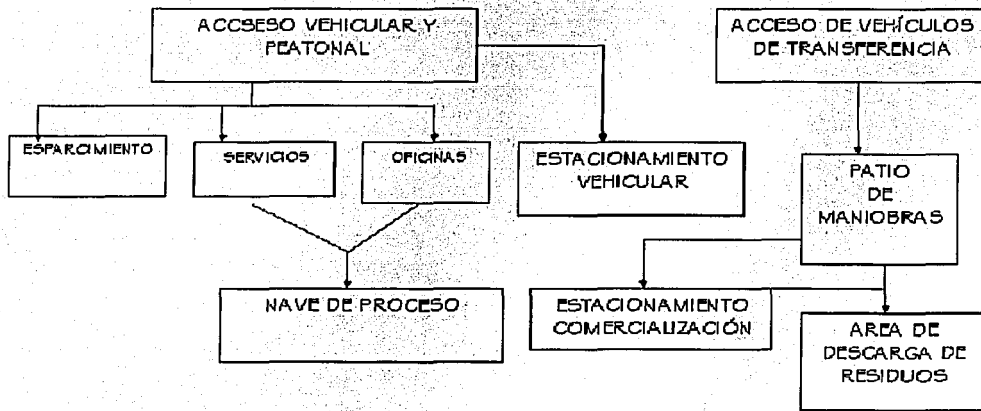 ACCSESO VEHICULAR Y
PEATONAL
ACCESO DE VEHÍCULOS
DE TRANSFERENCIA
ESPARCIMIENTO
SERVICIOS
OFICINAS
ESTACIONAMIENTO
VEHICULAR
PATIO
DE
MANIOBRAS
NAVE DE PROCESO
ESTACIONAMIENTO
COMERCIALIZACIÓN
AREA DE
DESCARGA DE
RESIDUOS